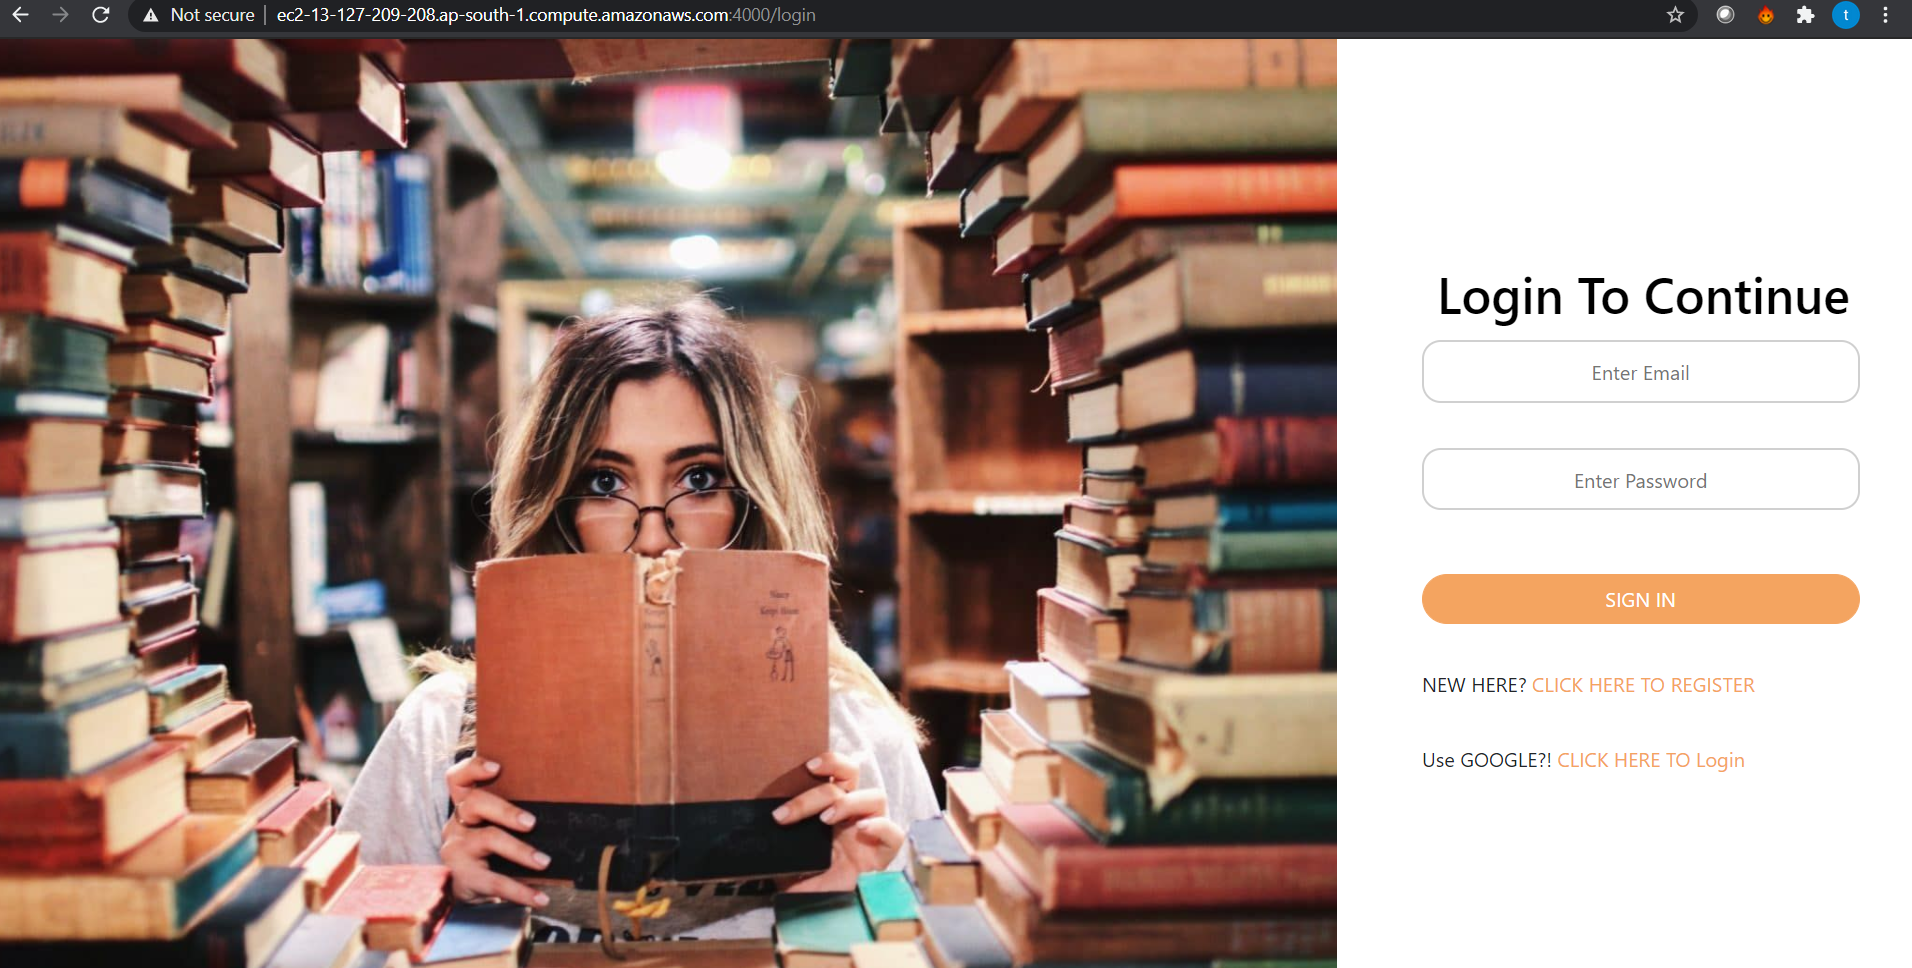 Not secure
ec2-13-127-209-208.ap-south-1.compute.amazonaws.com:4000/login
t
Login To Continue
Enter Email
Enter Password
SIGN IN
NEW HERE? CLICK HERE TO REGISTER
Use GOOGLE?! CLICK HERE TO Login